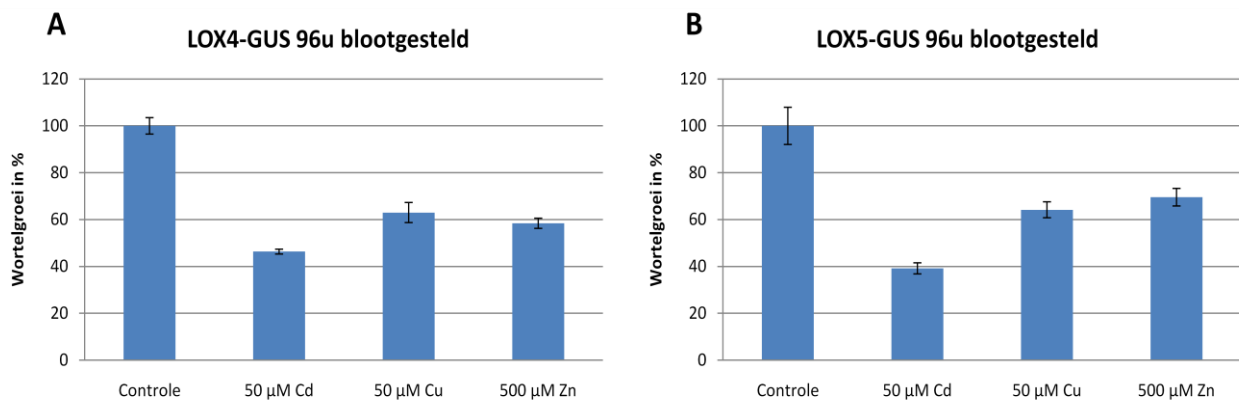 A
LOX4-GUS 96u blootgesteld
Wortelgroei in %
120
100
80
60
40
20
0
Controle
50 µM Cd
50 µM Cu
500 µM Zn
B
LOX5-GUS 96u blootgesteld
Wortelgroei in %
120
100
80
60
40
20
0
Controle
50 µM Cd
50 µM Cu
500 µM Zn